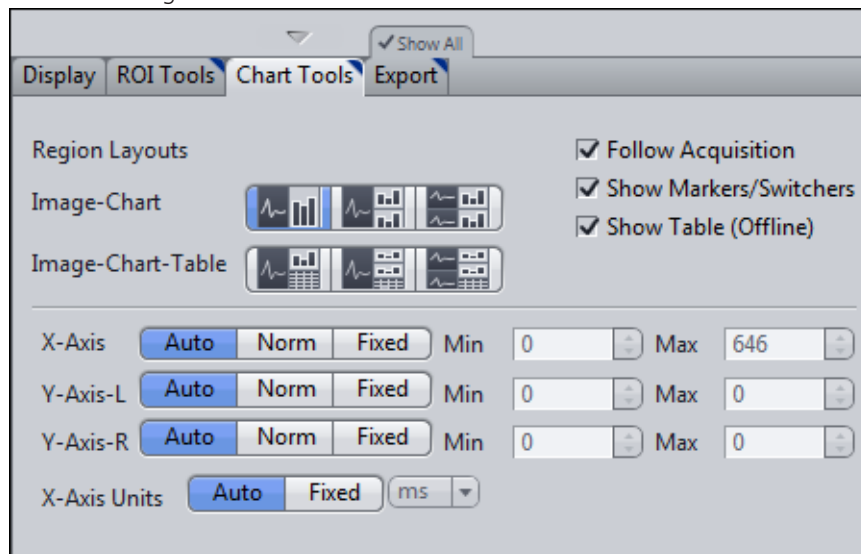 Show All
Display ROI Tools Chart Tools Export
Region Layouts
Follow Acquisition
Image-Chart
Show Markers/Switchers
Show Table (Offline)
Image-Chart-Table
X-Axis Auto Norm Fixed Min 0 Max 646
Y-Axis-L Auto Norm Fixed Min 0 Max 0
Y-Axis-R Auto Norm Fixed Min 0 Max 0
X-Axis Units Auto Fixed ms